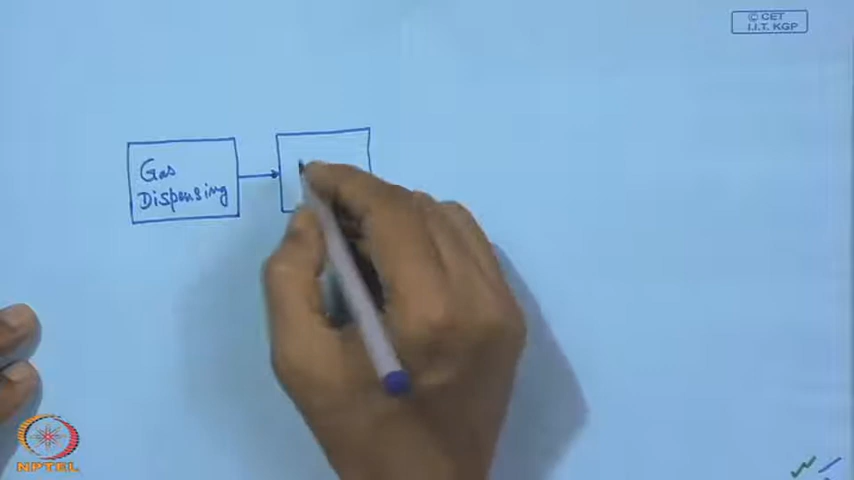 © CET
I.I.T. KGP
Gas
Dispensing
NPTEL